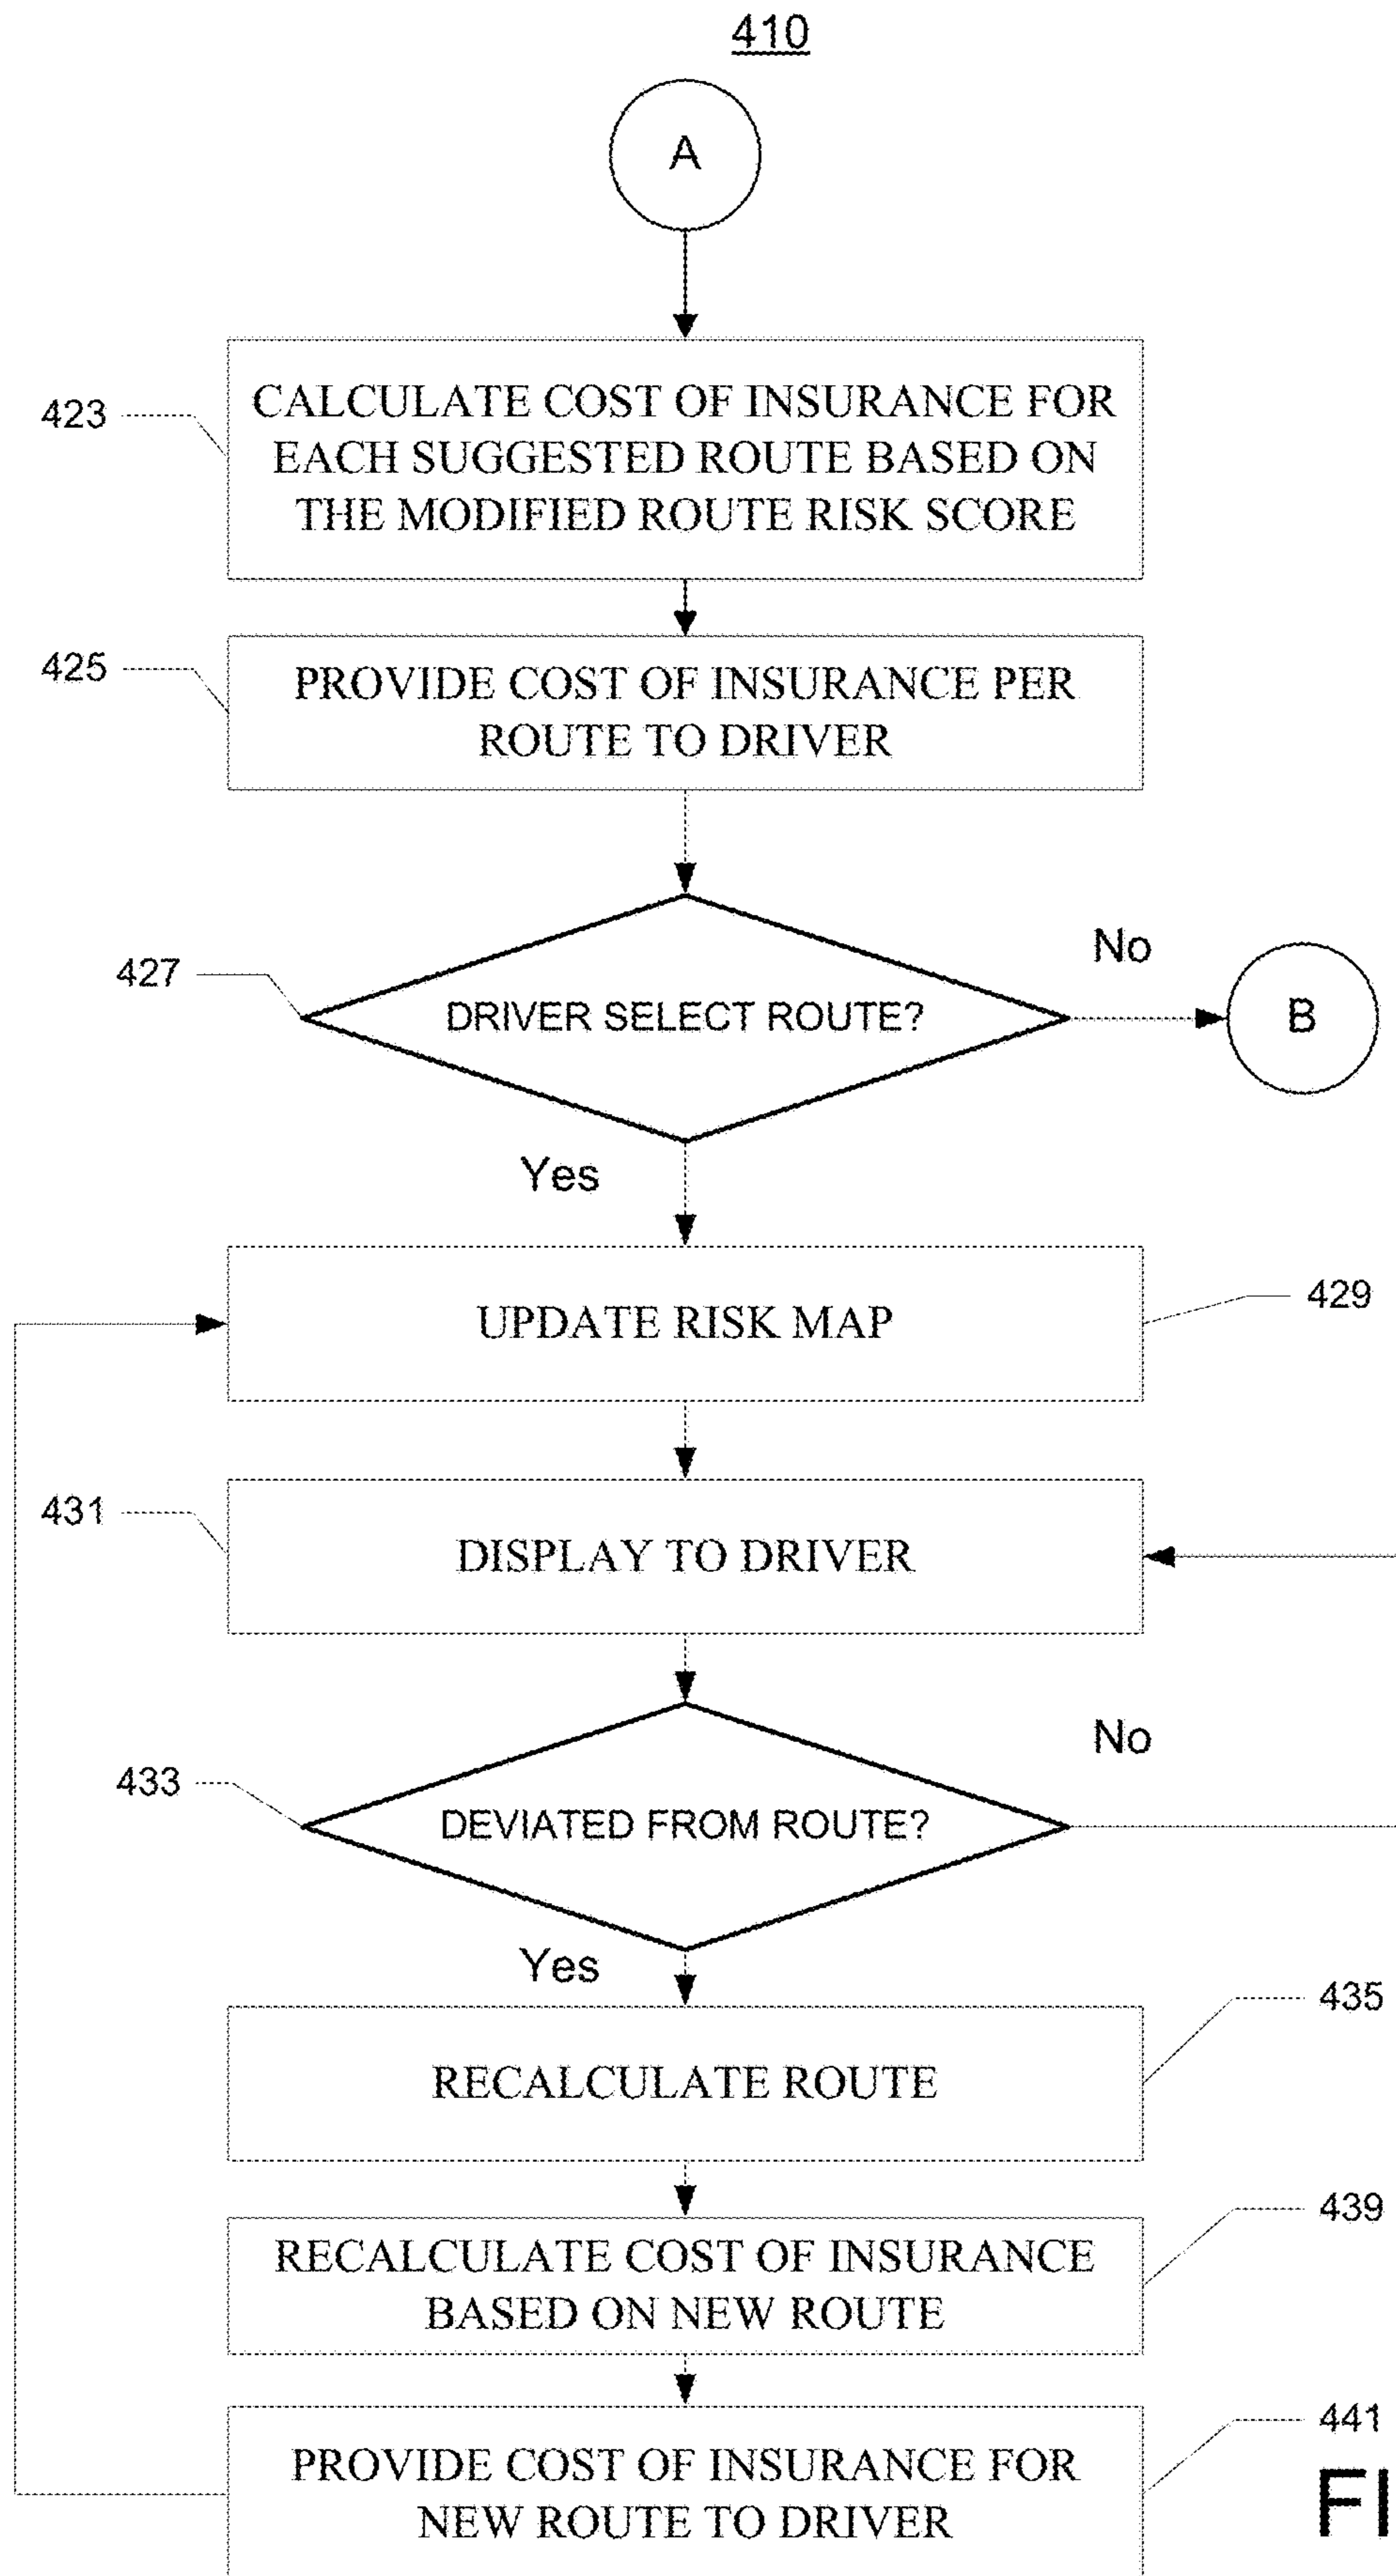 410
A
423
CALCULATE COST OF INSURANCE FOR
EACH SUGGESTED ROUTE BASED ON
THE MODIFIED ROUTE RISK SCORE
425
PROVIDE COST OF INSURANCE PER
ROUTE TO DRIVER
427
DRIVER SELECT ROUTE?
No
B
Yes
UPDATE RISK MAP
429
431
DISPLAY TO DRIVER
433
DEVIATED FROM ROUTE?
No
Yes
435
RECALCULATE ROUTE
439
RECALCULATE COST OF INSURANCE
BASED ON NEW ROUTE
441
PROVIDE COST OF INSURANCE FOR
NEW ROUTE TO DRIVER
FI